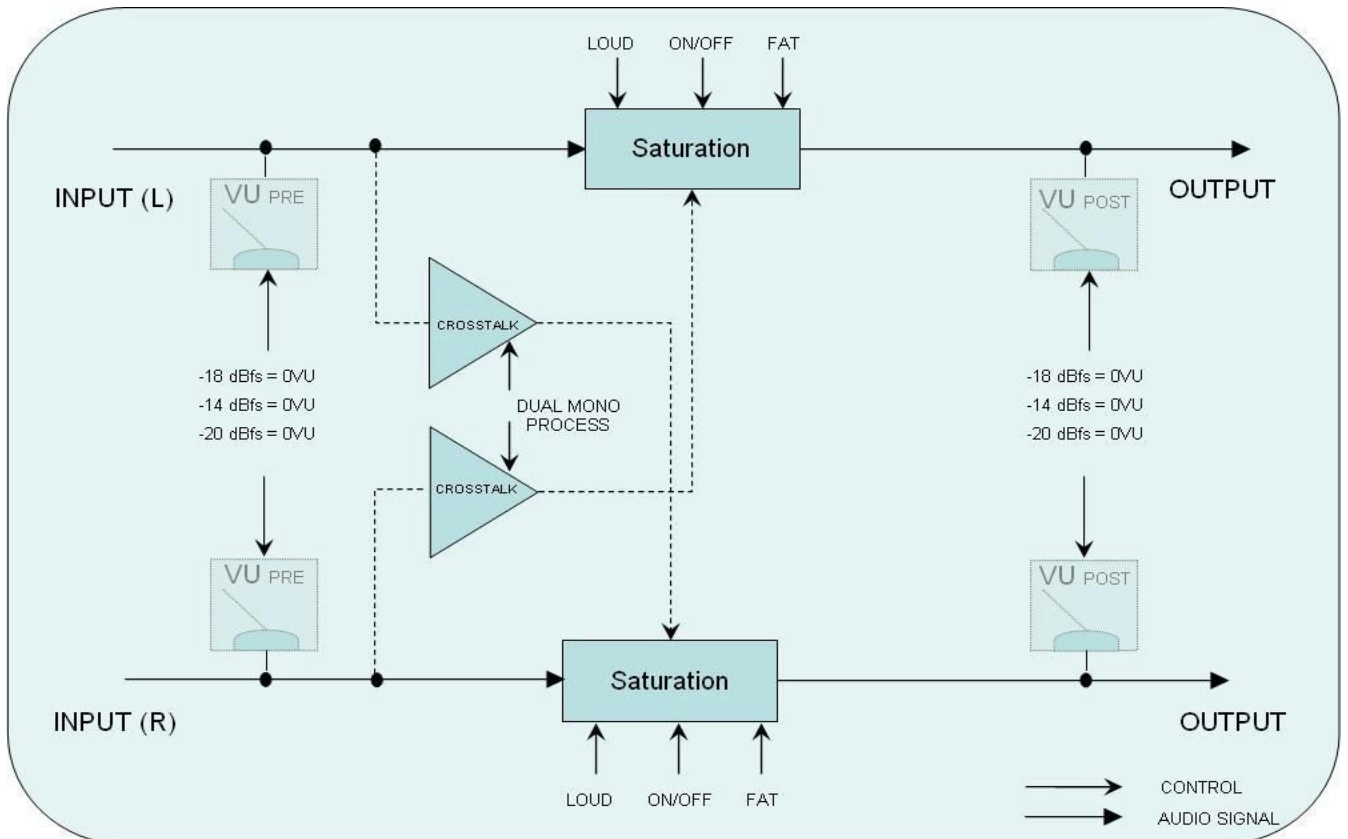 LOUD ON/OFF FAT
Saturation
INPUT (L)
VU PRE
VU POST
OUTPUT
CROSSTALK
-18 dBfs = 0VU
-14 dBfs = 0VU
-20 dBfs = 0VU
DUAL MONO
PROCESS
-18 dBfs = 0VU
-14 dBfs = 0VU
-20 dBfs = 0VU
CROSSTALK
VU PRE
VU POST
Saturation
INPUT (R)
OUTPUT
LOUD ON/OFF FAT
CONTROL
AUDIO SIGNAL